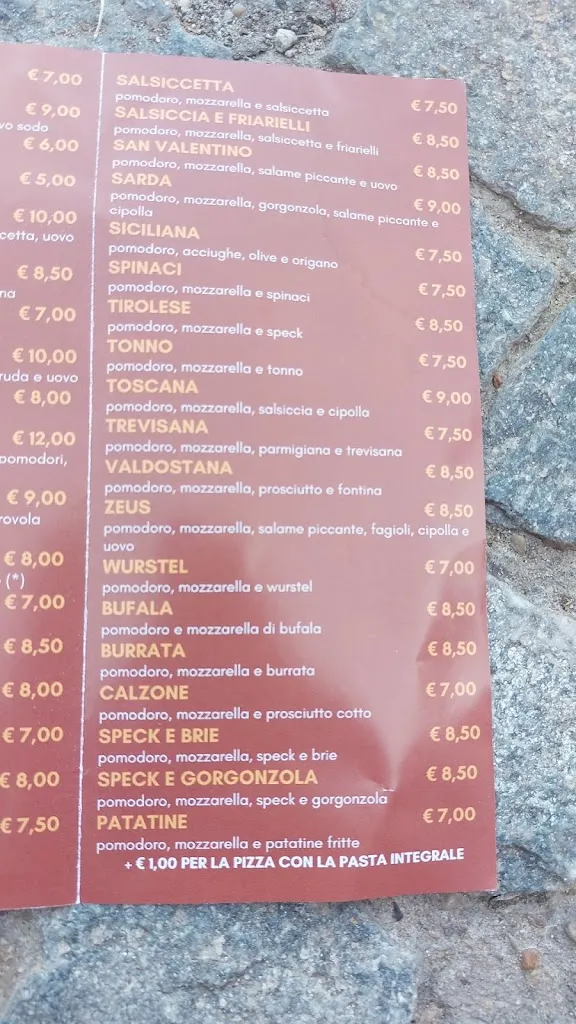 € 7,00
€ 9,00
vo sodo
€ 6,00
€ 5,00
€ 10,00
cetta, uovo
€ 8,50
na
€ 7,00
€ 10,00
ruda e uovo
€ 8,00
€ 12,00
pomodori,
€ 9,00
rovola
€ 8,00
(*)
€ 7,00
€ 8,50
€ 8,00
€ 7,00
€ 8,00
€ 7,50
SALSICCETTA € 7,50
pomodoro, mozzarella e salsiccetta
SALSICCIA E FRIARIELLI € 8,50
pomodoro, mozzarella, salsiccetta e friarielli
SAN VALENTINO € 8,50
pomodoro, mozzarella, salame piccante e uovo
SARDA € 9,00
pomodoro, mozzarella, gorgonzola, salame piccante e
cipolla
SICILIANA € 7,50
pomodoro, acciughe, olive e origano
SPINACI € 7,50
pomodoro, mozzarella e spinaci
TIROLESE € 8,50
pomodoro, mozzarella e speck
TONNO € 7,50
pomodoro, mozzarella e tonno
TOSCANA € 9,00
pomodoro, mozzarella, salsiccia e cipolla
TREVISANA € 7,50
pomodoro, mozzarella, parmigiana e trevisana
VALDOSTANA € 8,50
pomodoro, mozzarella, prosciutto e fontina
ZEUS € 8,50
pomodoro, mozzarella, salame piccante, fagioli, cipolla e
uovo
WURSTEL € 7,00
pomodoro, mozzarella e wurstel
BUFALA € 8,50
pomodoro e mozzarella di bufala
BURRATA € 8,50
pomodoro, mozzarella e burrata
CALZONE € 7,00
pomodoro, mozzarella e prosciutto cotto
SPECK E BRIE € 8,50
pomodoro, mozzarella, speck e brie
SPECK E GORGONZOLA € 8,50
pomodoro, mozzarella, speck e gorgonzola
PATATINE € 7,00
pomodoro, mozzarella e patatine fritte
+ € 1,00 PER LA PIZZA CON LA PASTA INTEGRALE